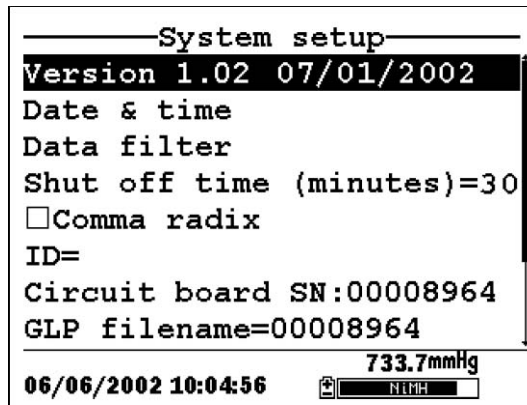 System setup
Version 1.02 07/01/2002
Date & time
Data filter
Shut off time (minutes)=30
Comma radix
ID=
Circuit board SN:00008964
GLP filename=00008964
733.7mmHg
06/06/2002 10:04:56 NiMH